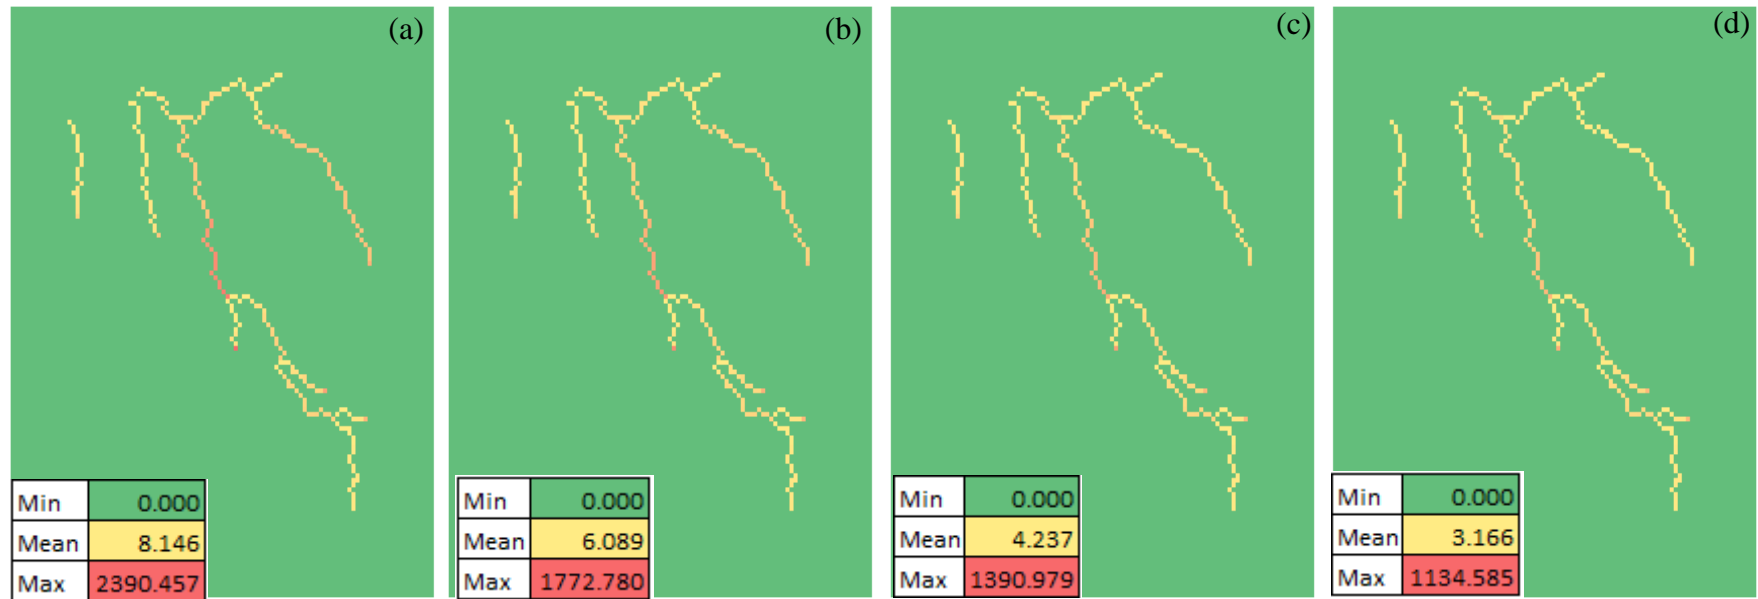 (a)
Min 0.000
Mean 8.146
Max 2390.457
(b)
Min 0.000
Mean 6.089
Max 1772.780
(c)
Min 0.000
Mean 4.237
Max 1390.979
(d)
Min 0.000
Mean 3.166
Max 1134.585